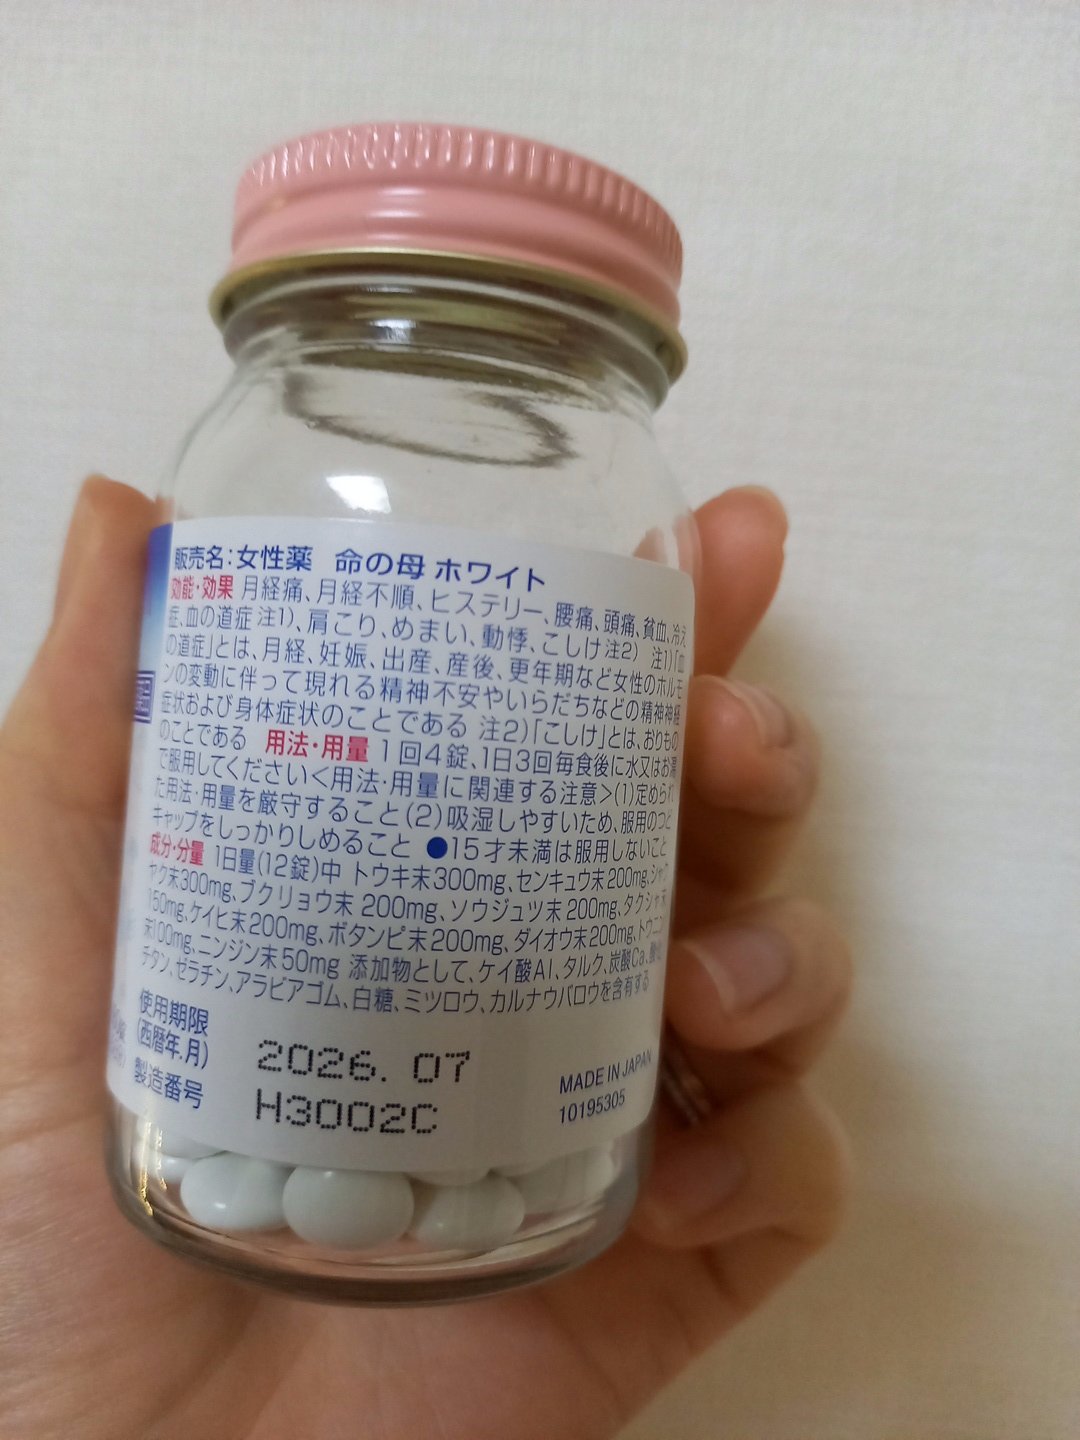 販売名：女性薬 命の母 ホワイト
効能・効果 月経痛、月経不順、ヒステリー、腰痛、頭痛、貧血、冷え
症、血の道症注1)、肩こり、めまい、動悸、こしけ注2) 注1)「血
の道症」とは、月経、妊娠、出産、産後、更年期など女性のホルモ
ンの変動に伴って現れる精神不安やいらだちなどの精神神経
症状および身体症状のことである 注2)「こしけ」とは、おりもの
のことである 用法・用量 1回4錠、1日3回毎食後に水又はお湯
で服用してください<用法・用量に関連する注意>(1)定められ
た用法・用量を厳守すること(2)吸湿しやすいため、服用のつど
キャップをしっかりしめること ●15才未満は服用しないこと
成分・分量 1日量(12錠)中 トウキ末300mg、センキュウ末200mg、シャク
ヤク末300mg、ブクリョウ末200mg、ソウジュツ末200mg、タクシャ末
150mg、ケイヒ末200mg、ボタンピ末200mg、ダイオウ末200mg、トウニン
末100mg、ニンジン末50mg 添加物として、ケイ酸Al、タルク、炭酸Ca、酸化
チタン、ゼラチン、アラビアゴム、白糖、ミツロウ、カルナウバロウを含有する
使用期限
(西暦年.月)
2026. 07
製造番号
H3002C
MADE IN JAPAN
10195305